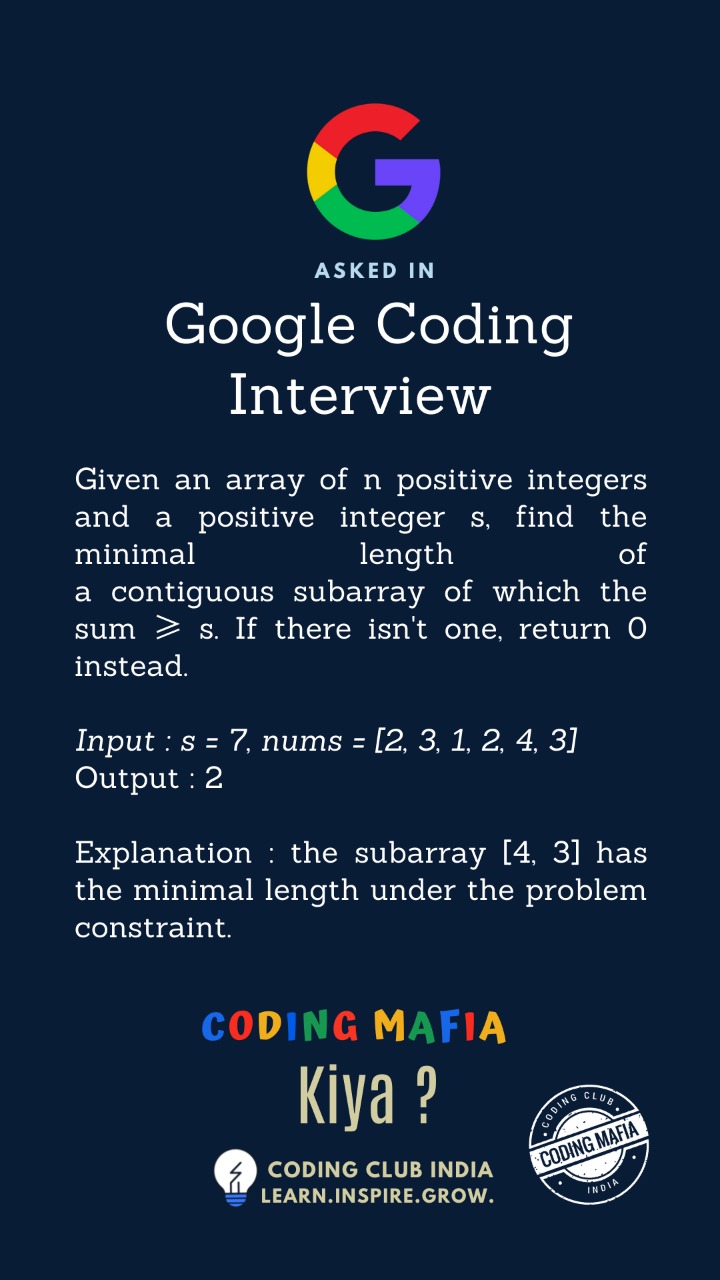 ASKED IN
Google Coding
Interview
Given an array of n positive integers
and a positive integer s, find the
minimal length of
a contiguous subarray of which the
sum ⩾ s. If there isn't one, return 0
instead.
Input : s = 7, nums = [2, 3, 1, 2, 4, 3]
Output : 2
Explanation : the subarray [4, 3] has
the minimal length under the problem
constraint.
CODING MAFIA
Kiya ?
CODING CLUB INDIA
LEARN.INSPIRE.GROW.
CODING CLUB
CODING MAFIA
INDIA